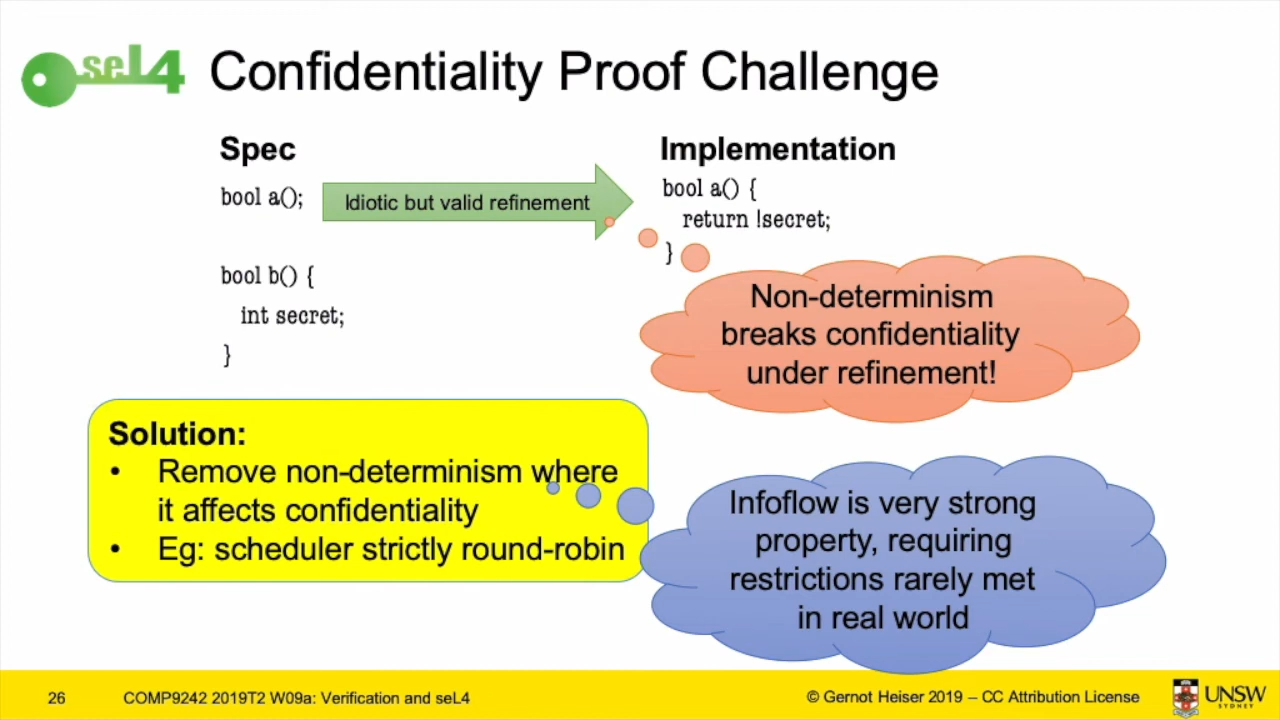 seL4
Confidentiality Proof Challenge
Spec
bool a();
Idiotic but valid refinement
bool b() {
int secret;
}
Implementation
bool a() {
return !secret;
}
Non-determinism
breaks confidentiality
under refinement!
Solution:
• Remove non-determinism where
it affects confidentiality
• Eg: scheduler strictly round-robin
Infoflow is very strong
property, requiring
restrictions rarely met
in real world
26
COMP9242 2019T2 W09a: Verification and seL4
© Gernot Heiser 2019 – CC Attribution License
UNSW
SYDNEY